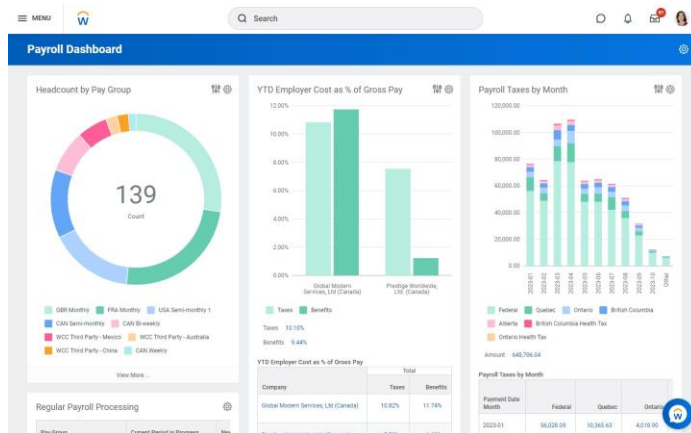 MENU
Search
Payroll Dashboard
Headcount by Pay Group
139
Count
GBR Monthly FRA Monthly USA Semi-monthly 1
CAN Semi-monthly CAN Bi-weekly
WCC Third Party - Mexico WCC Third Party - Australia
WCC Third Party - China CAN Weekly
View More...
Regular Payroll Processing
Pay Group Current Period in Progress
YTD Employer Cost as % of Gross Pay
12.00%
10.00%
8.00%
6.00%
4.00%
2.00%
0.00%
Global Modern
Services, Ltd (Canada)
Prestige Worldwide,
Ltd. (Canada)
Taxes Benefits
Taxes 10.10%
Benefits 9.44%
YTD Employer Cost as % of Gross Pay
Total
Company Taxes Benefits
Global Modern Services, Ltd (Canada) 10.82% 11.74%
Payroll Taxes by Month
120,000.00
100,000.00
80,000.00
60,000.00
40,000.00
20,000.00
0.00
2023-01
2023-02
2023-03
2023-04
2023-05
2023-06
2023-07
2023-08
2023-09
2023-10
Other
Federal Quebec Ontario British Columbia
Alberta British Columbia Health Tax
Ontario Health Tax
Amount 648,706.04
Payroll Taxes by Month
Payment Date
Month Federal Quebec Ontario
2023-01 56,028.09 10,365.63 4,018.90